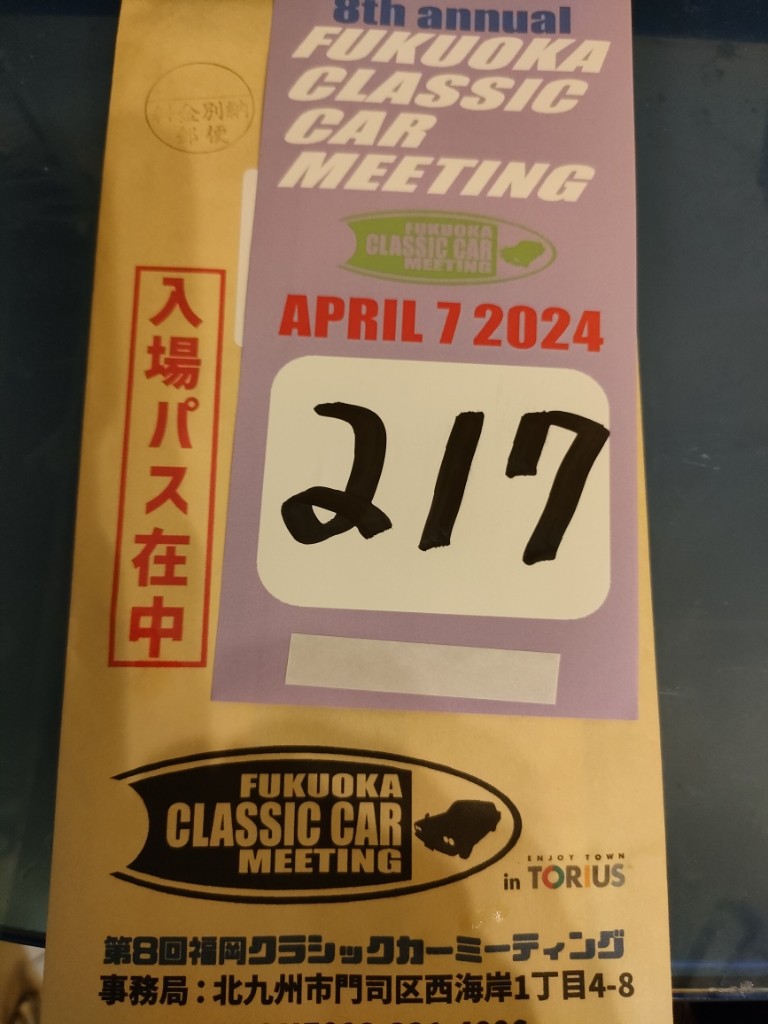 8th annual
FUKUOKA
CLASSIC
CAR
MEETING
FUKUOKA
CLASSIC CAR
MEETING
APRIL 7 2024
217
料金別納
郵便
入場パス在中
FUKUOKA
CLASSIC CAR
MEETING
ENJOY TOWN
in TORIUS
第8回福岡クラシックカーミーティング
事務局:北九州市門司区西海岸1丁目4-8